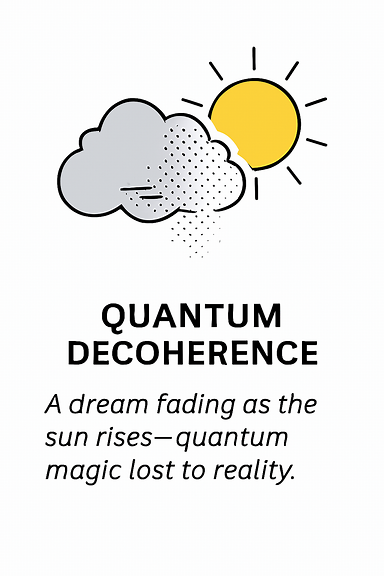 QUANTUM
DECOHERENCE
A dream fading as the
sun rises—quantum
magic lost to reality.